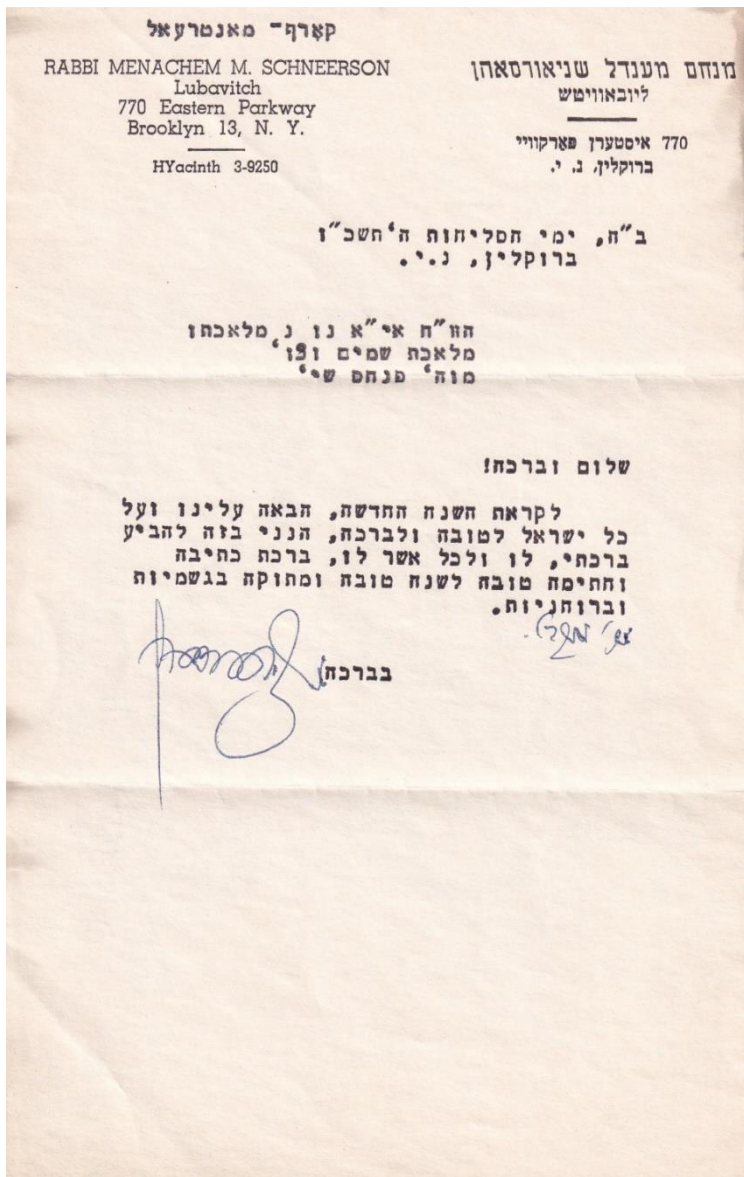 קארף- מאנטרעאל
RABBI MENACHEM M. SCHNEERSON
Lubavitch
770 Eastern Parkway
Brooklyn 13, N. Y.
HYacinth 3-9250
מנחם מענדל שניאורסאהן
ליובאוויטש
770 איסטערן פארקוויי
ברוקלין, נ. י.
ב"ה, ימי הסליחות ה'תשכ"ו
ברוקלין, נ.י.
הוו"ח אי"א נו נ מלאכתו
מלאכת שמים וצו'
מוה' פנחס שי'
שלום וברכה!
לקראת השנה החדשה, הבאה עלינו ועל
כל ישראל לטובה ולברכה, הנני בזה להביע
ברכתי, לו ולכל אשר לו, ברכת כתיבה
וחתימה טובה לשנה טובה ומתוקה בגשמיות
וברוחניות.
בברכה